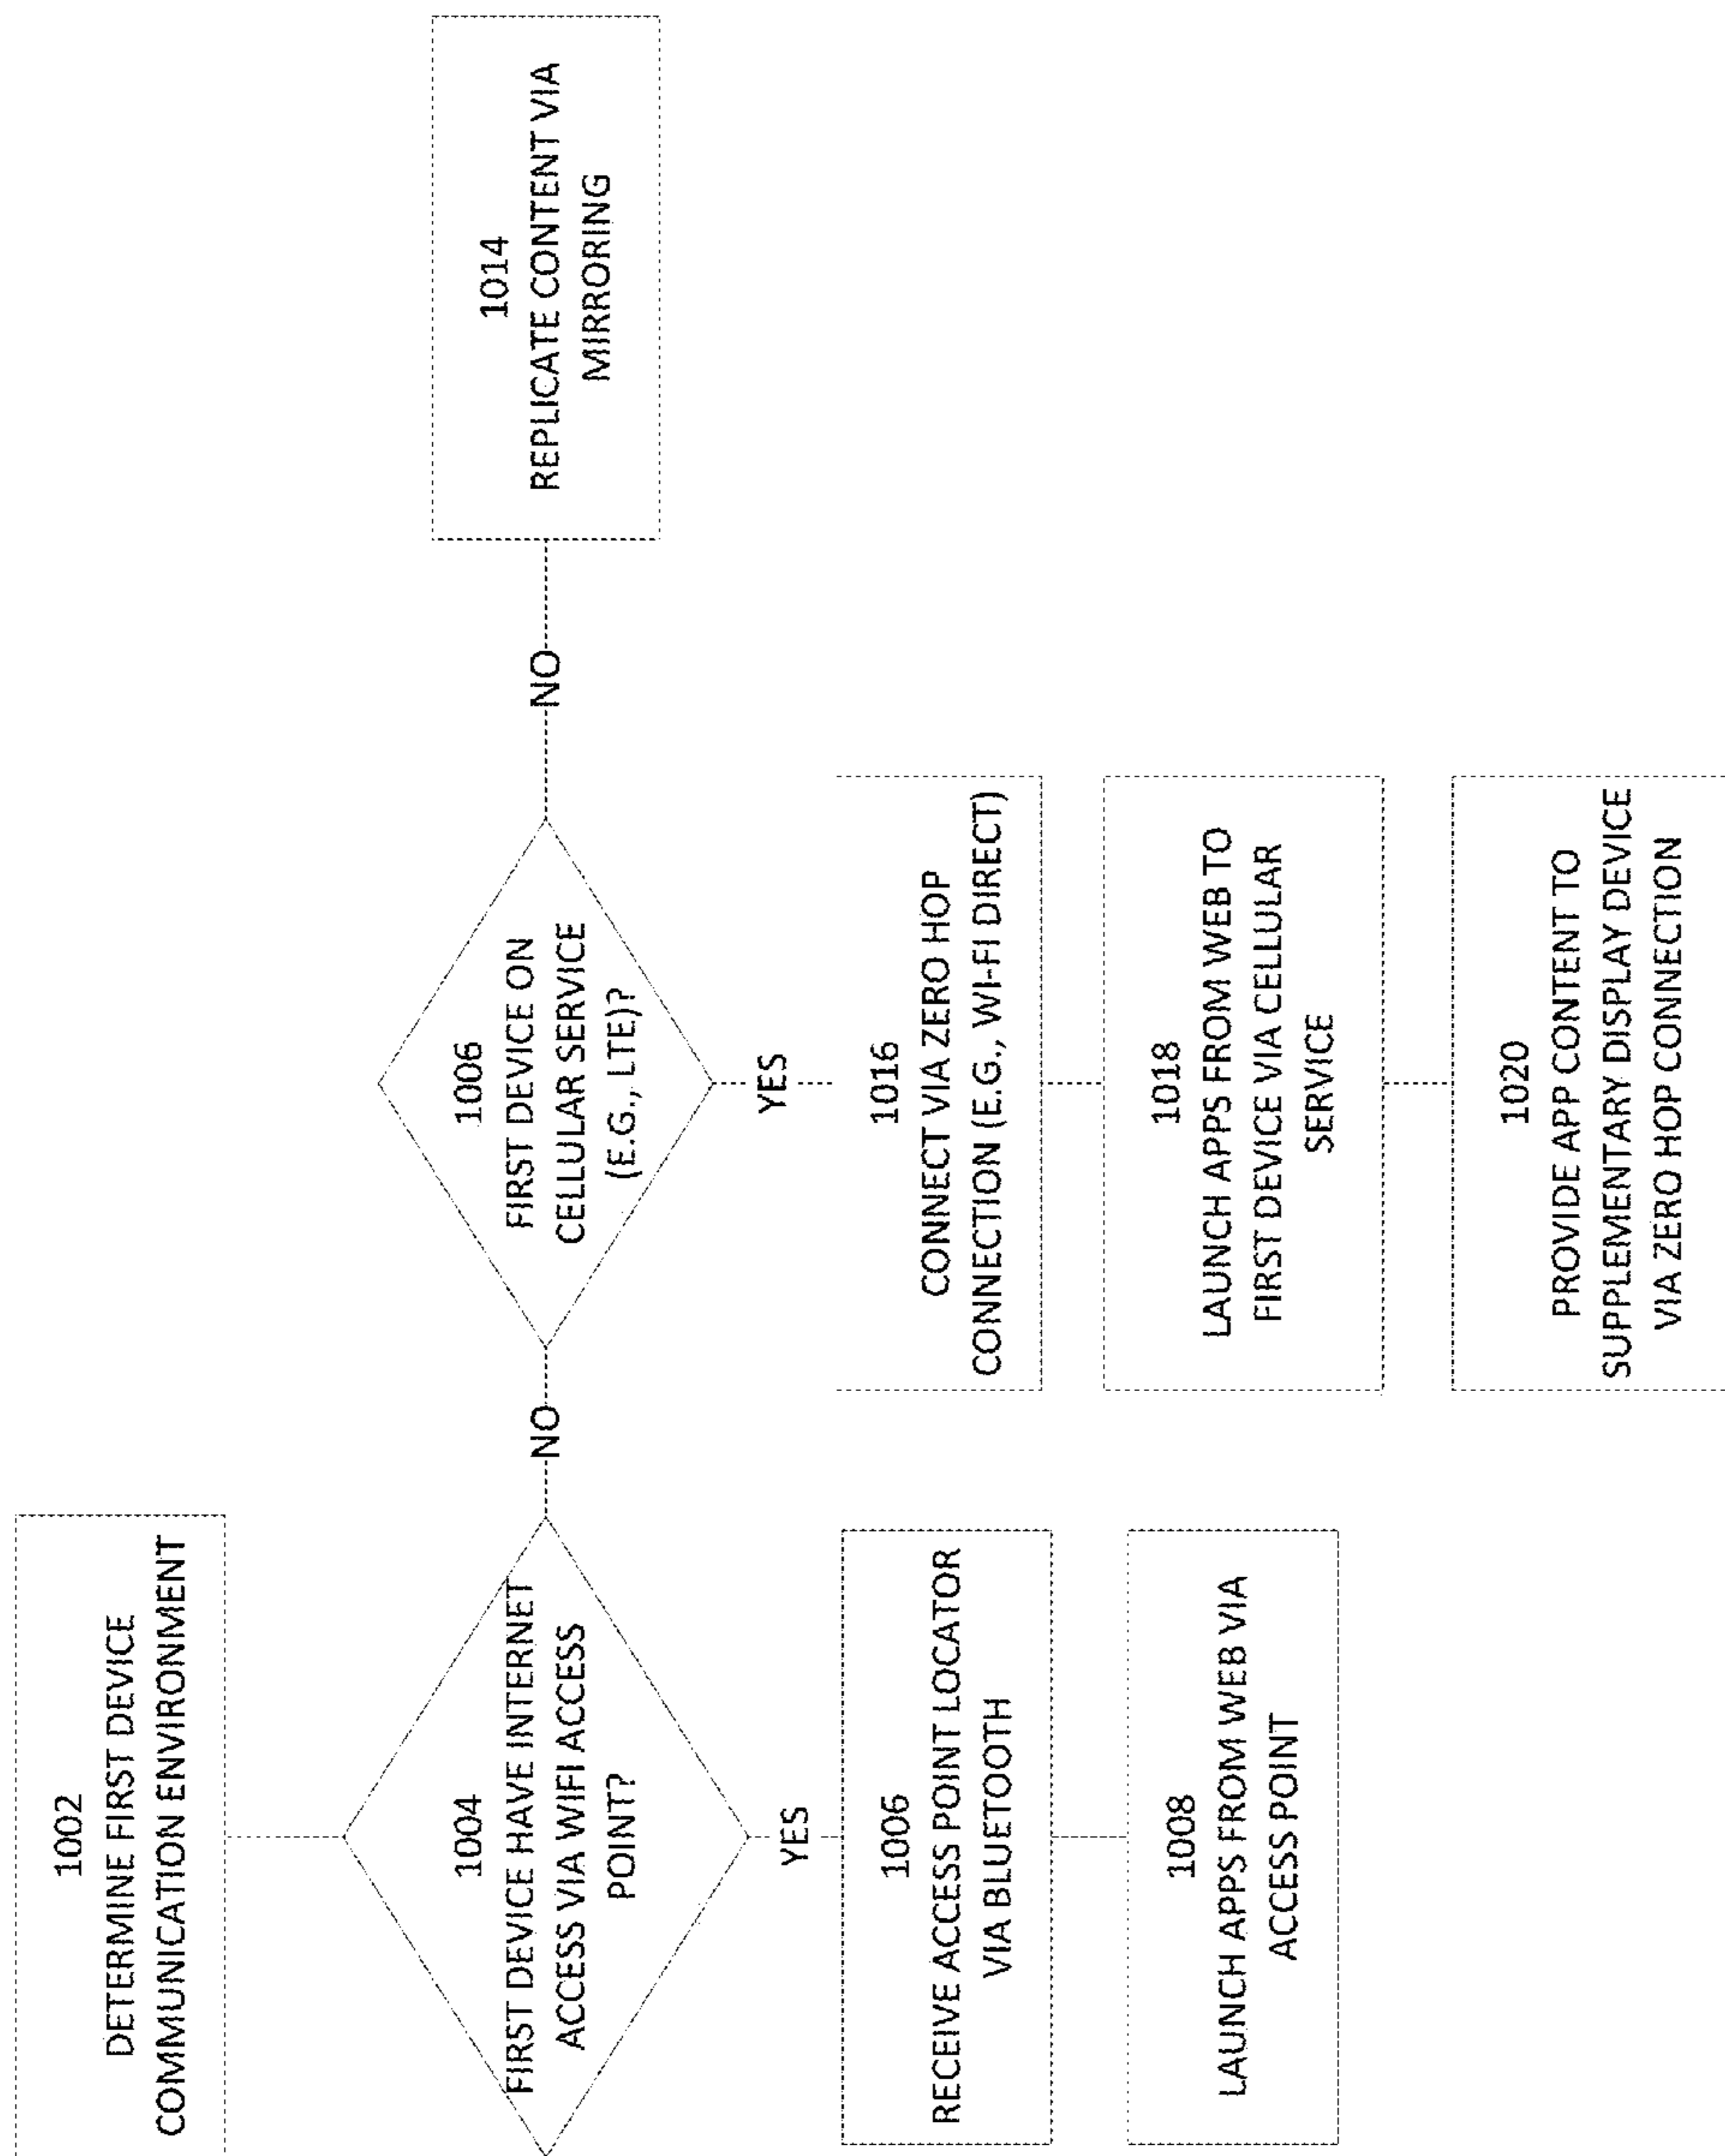 1002
DETERMINE FIRST DEVICE
COMMUNICATION ENVIRONMENT
1004
FIRST DEVICE HAVE INTERNET
ACCESS VIA WIFI ACCESS
POINT?
NO
YES
1006
RECEIVE ACCESS POINT LOCATOR
VIA BLUETOOTH
1008
LAUNCH APPS FROM WEB VIA
ACCESS POINT
1006
FIRST DEVICE ON
CELLULAR SERVICE
(E.G., LTE)?
NO
YES
1016
CONNECT VIA ZERO HOP
CONNECTION (E.G., WI-FI DIRECT)
1018
LAUNCH APPS FROM WEB TO
FIRST DEVICE VIA CELLULAR
SERVICE
1020
PROVIDE APP CONTENT TO
SUPPLEMENTARY DISPLAY DEVICE
VIA ZERO HOP CONNECTION
1014
REPLICATE CONTENT VIA
MIRRORING